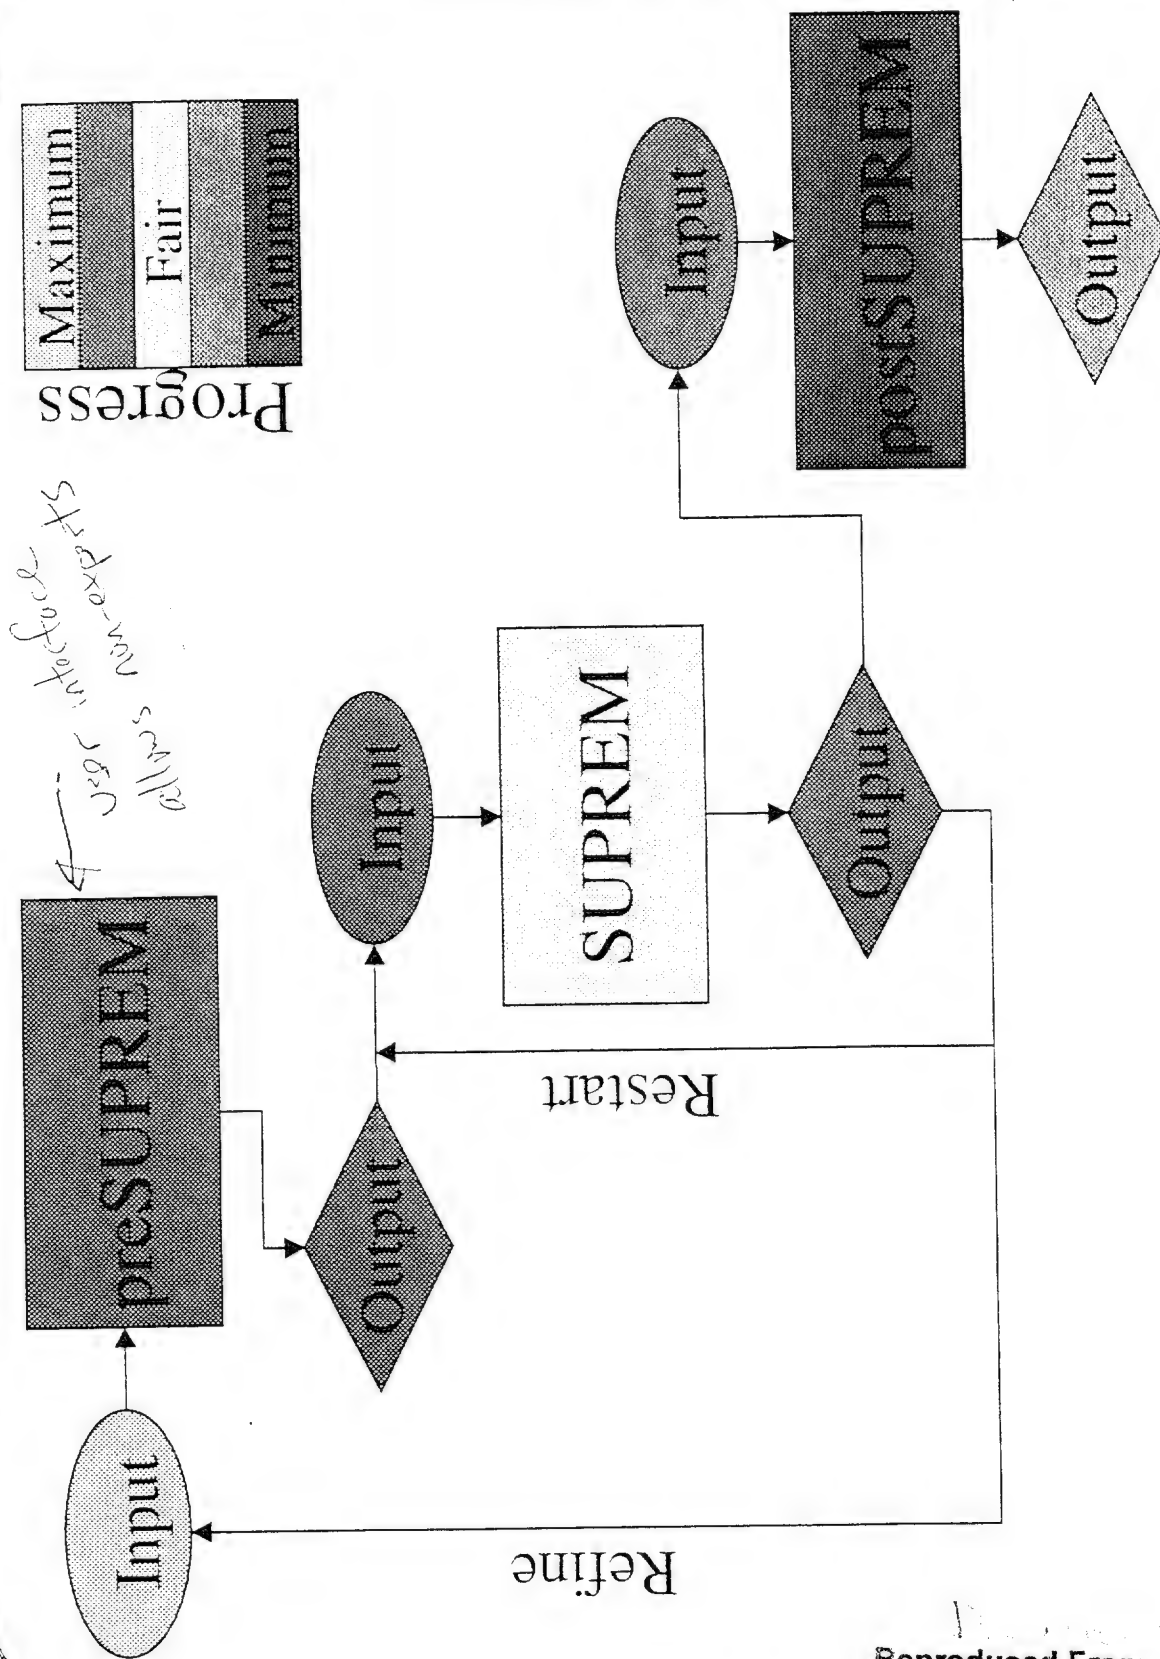 Progress
Maximum
Fair
Minimum
user interface
allows non-experts
Input
preSUPREM
Output
Input
SUPREM
Output
Input
postSUPREM
Output
Restart
Refine
Reproduced From